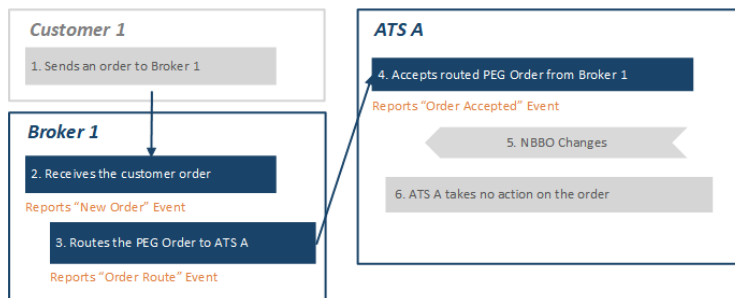 Customer 1
1. Sends an order to Broker 1
Broker 1
2. Receives the customer order
Reports “New Order” Event
3. Routes the PEG Order to ATS A
Reports “Order Route” Event
ATS A
4. Accepts routed PEG Order from Broker 1
Reports “Order Accepted” Event
5. NBBO Changes
6. ATS A takes no action on the order